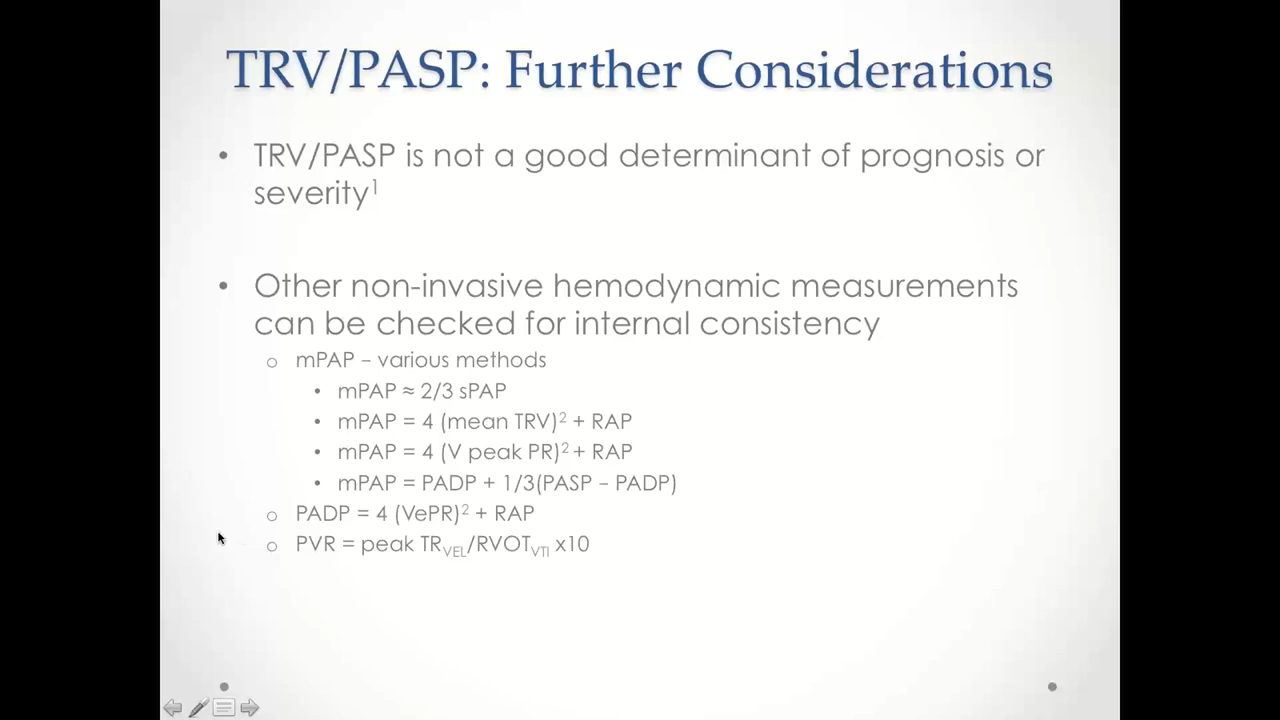 TRV/PASP: Further Considerations
• TRV/PASP is not a good determinant of prognosis or
severity¹
• Other non-invasive hemodynamic measurements
can be checked for internal consistency
o mPAP – various methods
• mPAP ≈ 2/3 sPAP
• mPAP = 4 (mean TRV)² + RAP
• mPAP = 4 (V peak PR)² + RAP
• mPAP = PADP + 1/3(PASP – PADP)
o PADP = 4 (VePR)² + RAP
o PVR = peak TR_VEL/RVOT_VTI x10